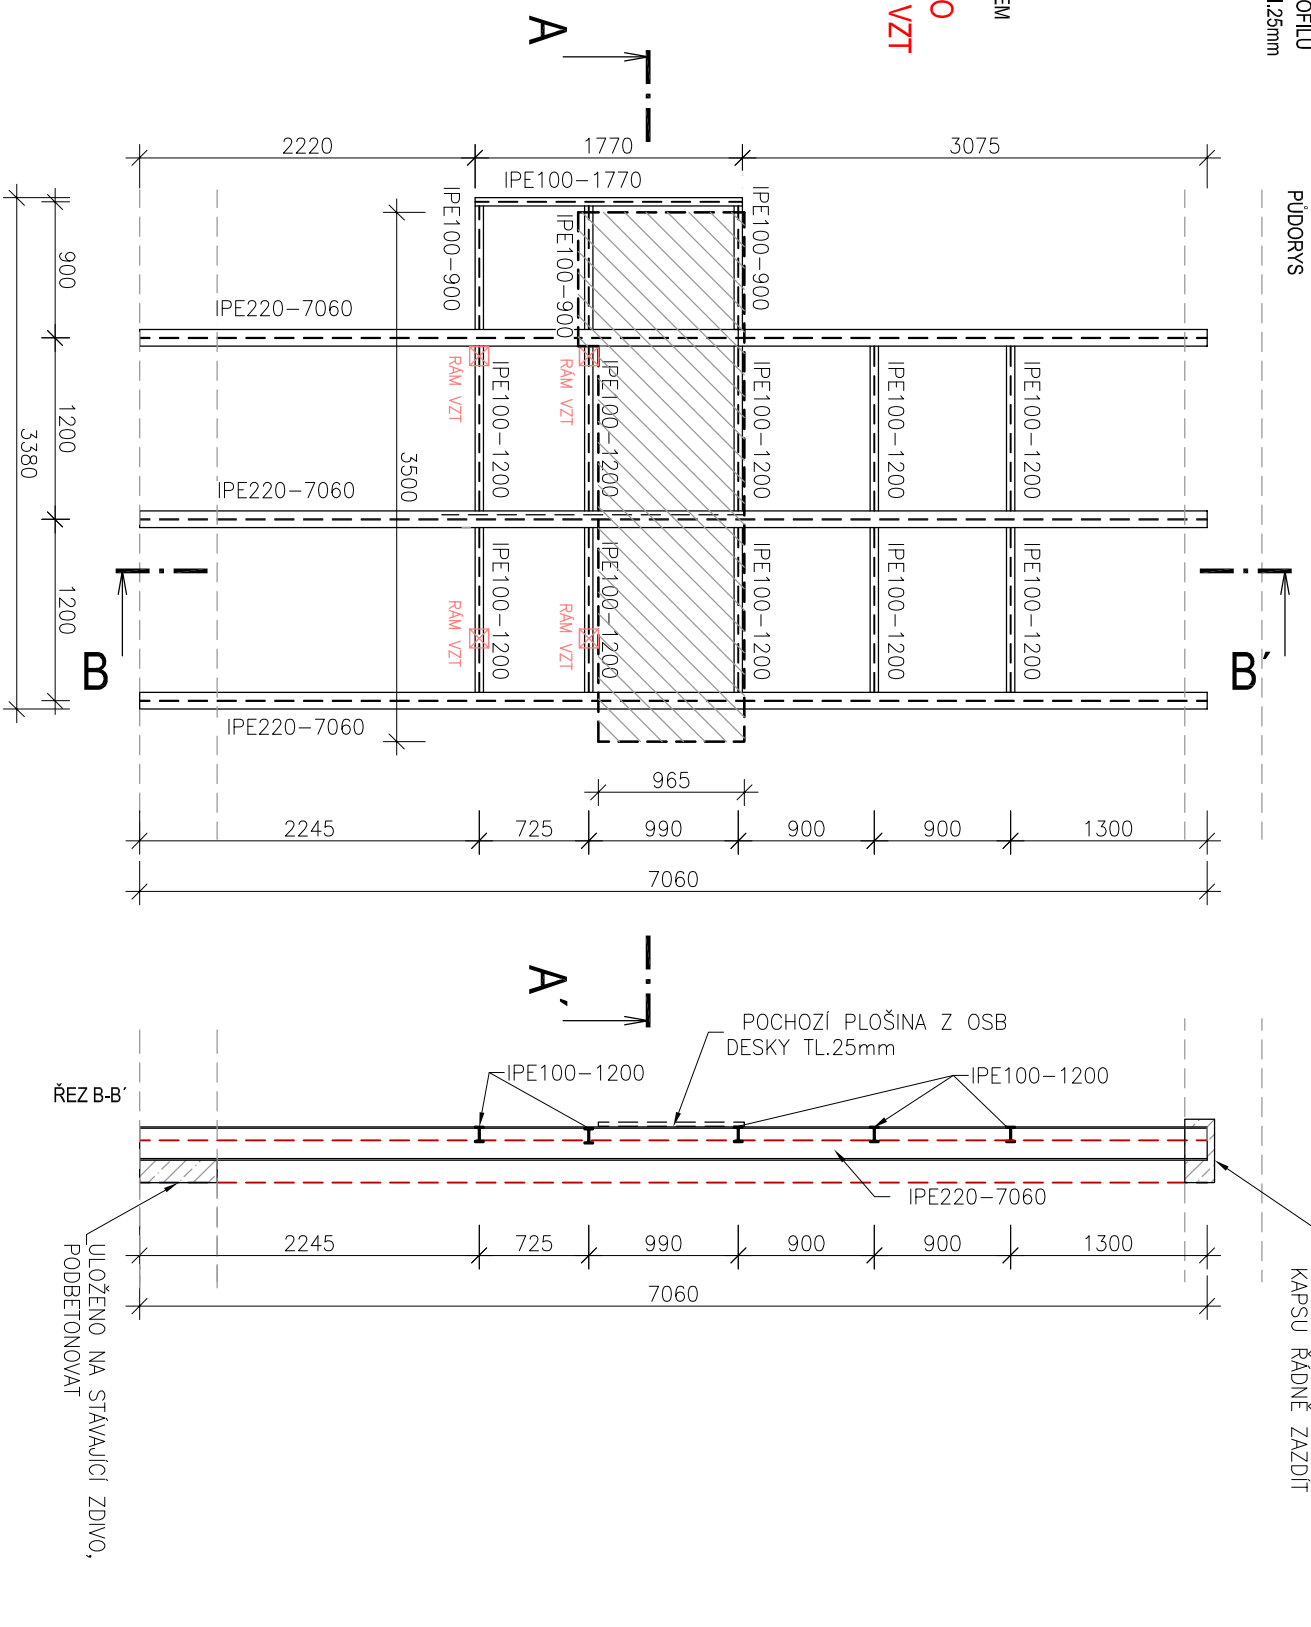 OFILU
l.25mm
EM
O
VZT
PŮDORYS
A
2220
1770
3075
IPE100-1770
IPE100-900
IPE100-900
IPE100-900
900
1200
1200
3380
3500
IPE220-7060
IPE220-7060
IPE220-7060
RÁM VZT
RÁM VZT
RÁM VZT
RÁM VZT
IPE100-1200
IPE100-1200
IPE100-1200
IPE100-1200
IPE100-1200
IPE100-1200
IPE100-1200
IPE100-1200
IPE100-1200
IPE100-1200
B
B´
965
2245
725
990
900
900
1300
7060
A´
ŘEZ B-B´
POCHOZÍ PLOŠINA Z OSB
DESKY TL.25mm
IPE100-1200
IPE100-1200
IPE220-7060
2245
725
990
900
900
1300
7060
ULOŽENO NA STÁVAJÍCÍ ZDIVO,
PODBETONOVAT
KAPSU ŘÁDNĚ ZAZDÍT